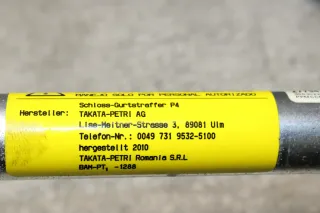 MANEJO SOLO POR PERSONAL AUTORIZADO
Schloss-Gurtstraffer P4
Hersteller: TAKATA-PETRI AG
Lise-Meitner-Strasse 3, 89081 Ulm
Telefon-Nr.: 0049 731 9532-5100
hergestellt 2010
TAKATA-PETRI Romania S.R.L
BAM-PT₁ -1288